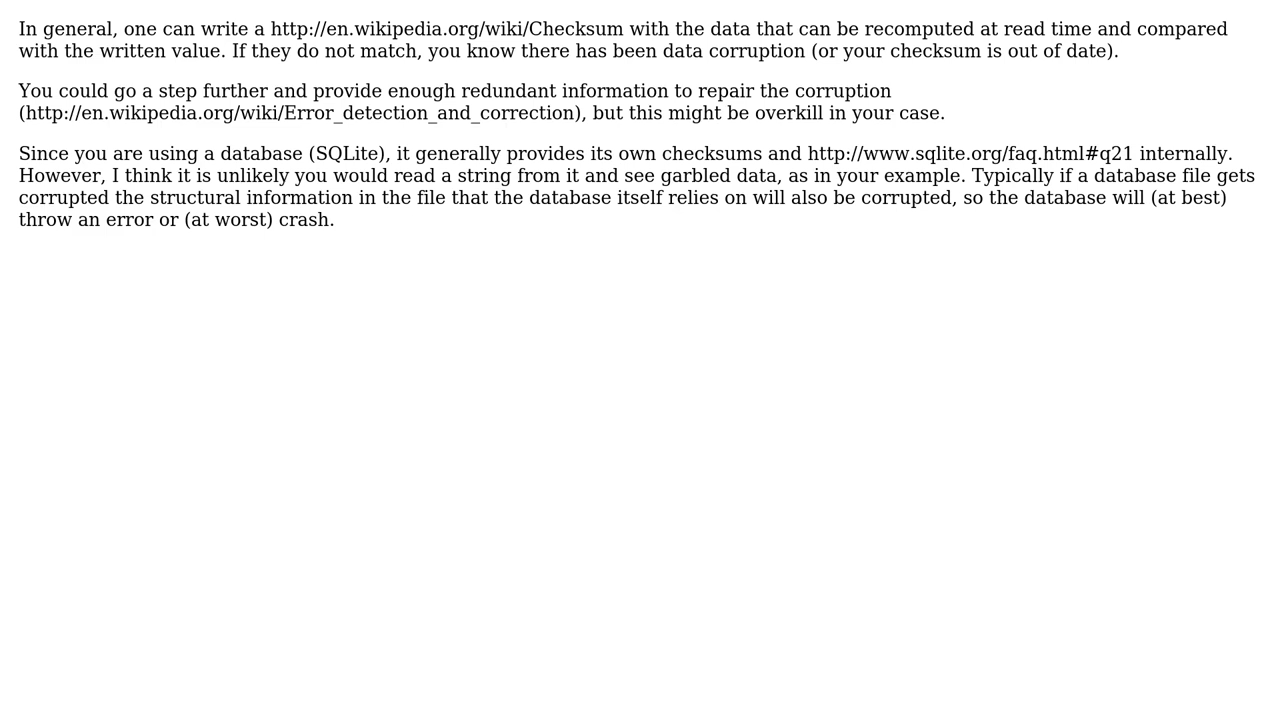 In general, one can write a http://en.wikipedia.org/wiki/Checksum with the data that can be recomputed at read time and compared
with the written value. If they do not match, you know there has been data corruption (or your checksum is out of date).
You could go a step further and provide enough redundant information to repair the corruption
(http://en.wikipedia.org/wiki/Error_detection_and_correction), but this might be overkill in your case.
Since you are using a database (SQLite), it generally provides its own checksums and http://www.sqlite.org/faq.html#q21 internally.
However, I think it is unlikely you would read a string from it and see garbled data, as in your example. Typically if a database file gets
corrupted the structural information in the file that the database itself relies on will also be corrupted, so the database will (at best)
throw an error or (at worst) crash.